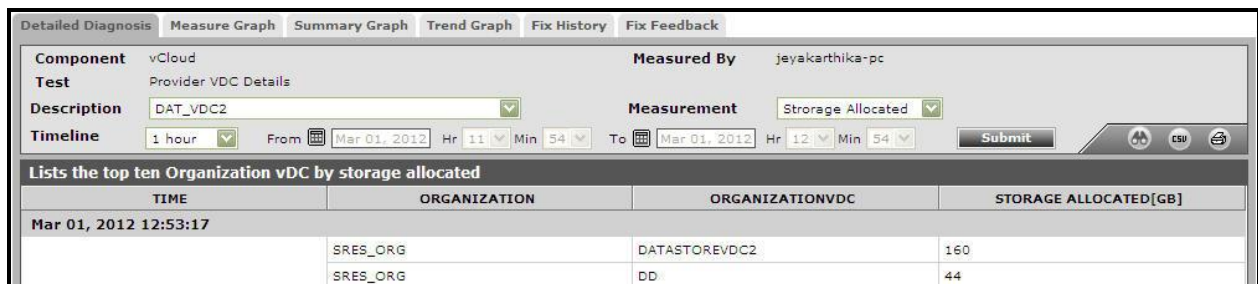 Detailed Diagnosis Measure Graph Summary Graph Trend Graph Fix History Fix Feedback
Component vCloud Measured By jeyakarthika-pc
Test Provider VDC Details
Description DAT_VDC2 Measurement Strorage Allocated
Timeline 1 hour From Mar 01, 2012 Hr 11 Min 54 To Mar 01, 2012 Hr 12 Min 54 Submit CSV
Lists the top ten Organization vDC by storage allocated
TIME ORGANIZATION ORGANIZATIONVDC STORAGE ALLOCATED[GB]
Mar 01, 2012 12:53:17
SRES_ORG DATASTOREVDC2 160
SRES_ORG DD 44